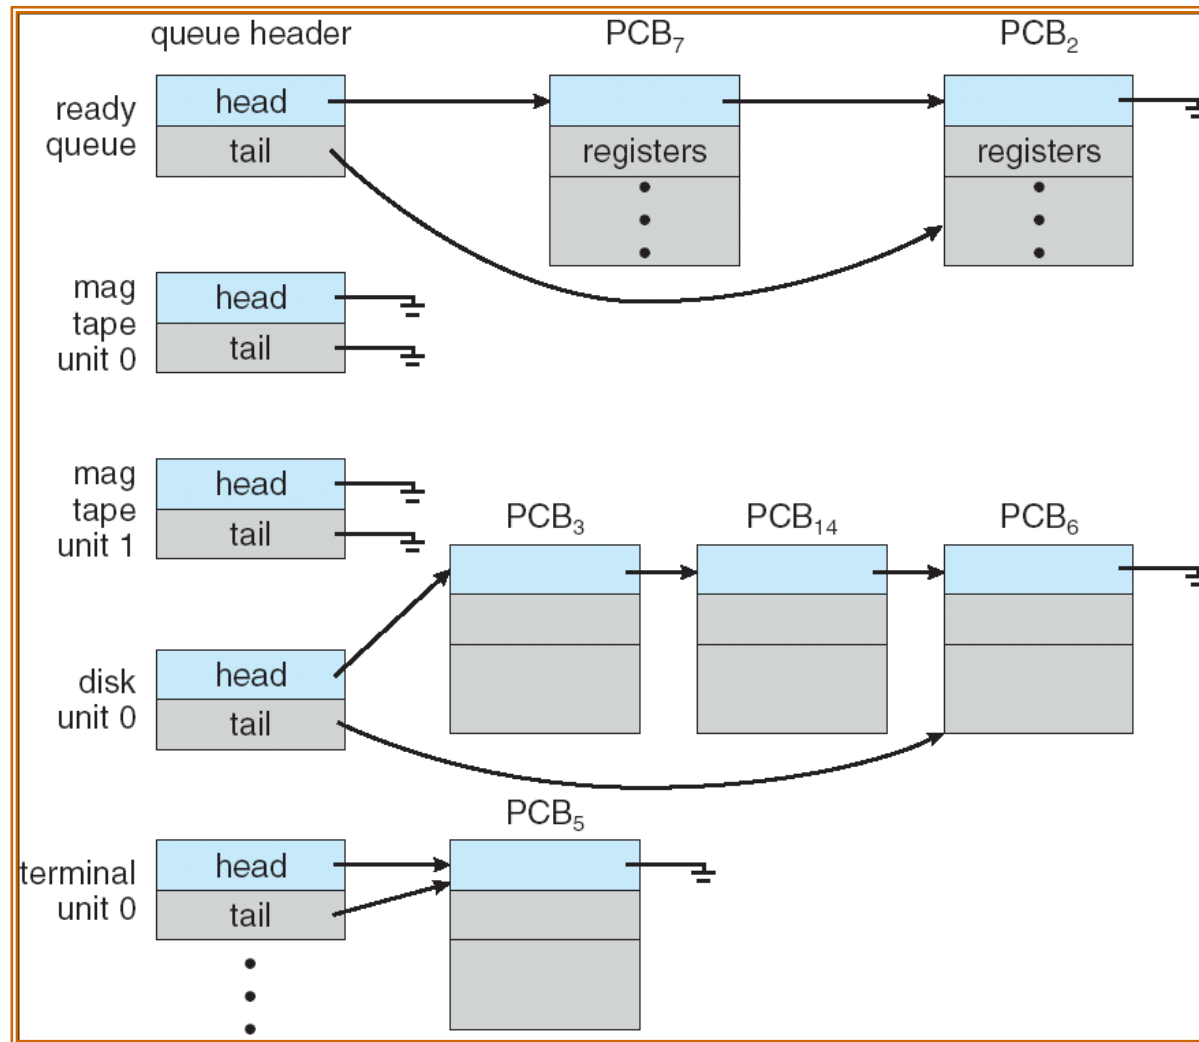 queue header
PCB₇
PCB₂
ready
queue
head
tail
registers
registers
mag
tape
unit 0
head
tail
mag
tape
unit 1
head
tail
PCB₃
PCB₁₄
PCB₆
disk
unit 0
head
tail
PCB₅
terminal
unit 0
head
tail